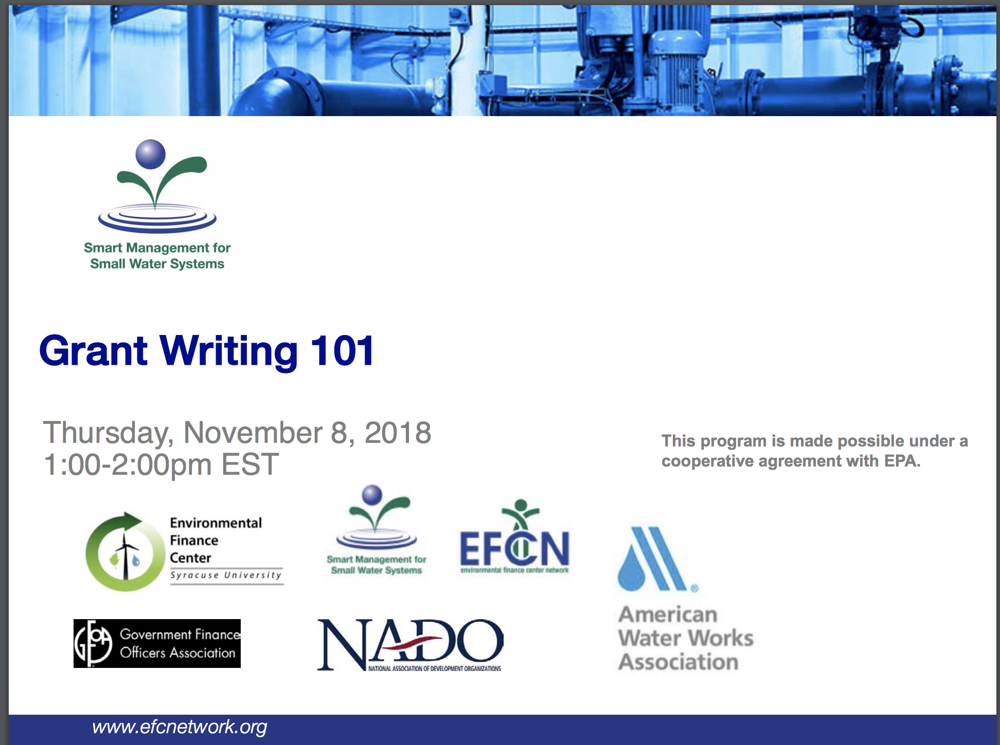 Smart Management for
Small Water Systems
Grant Writing 101
Thursday, November 8, 2018
1:00-2:00pm EST
This program is made possible under a
cooperative agreement with EPA.
Environmental
Finance
Center
Syracuse University
Smart Management for
Small Water Systems
EFCN
environmental finance center network
American
Water Works
Association
®
GFOA
Government Finance
Officers Association
NADO
NATIONAL ASSOCIATION OF DEVELOPMENT ORGANIZATIONS
www.efcnetwork.org